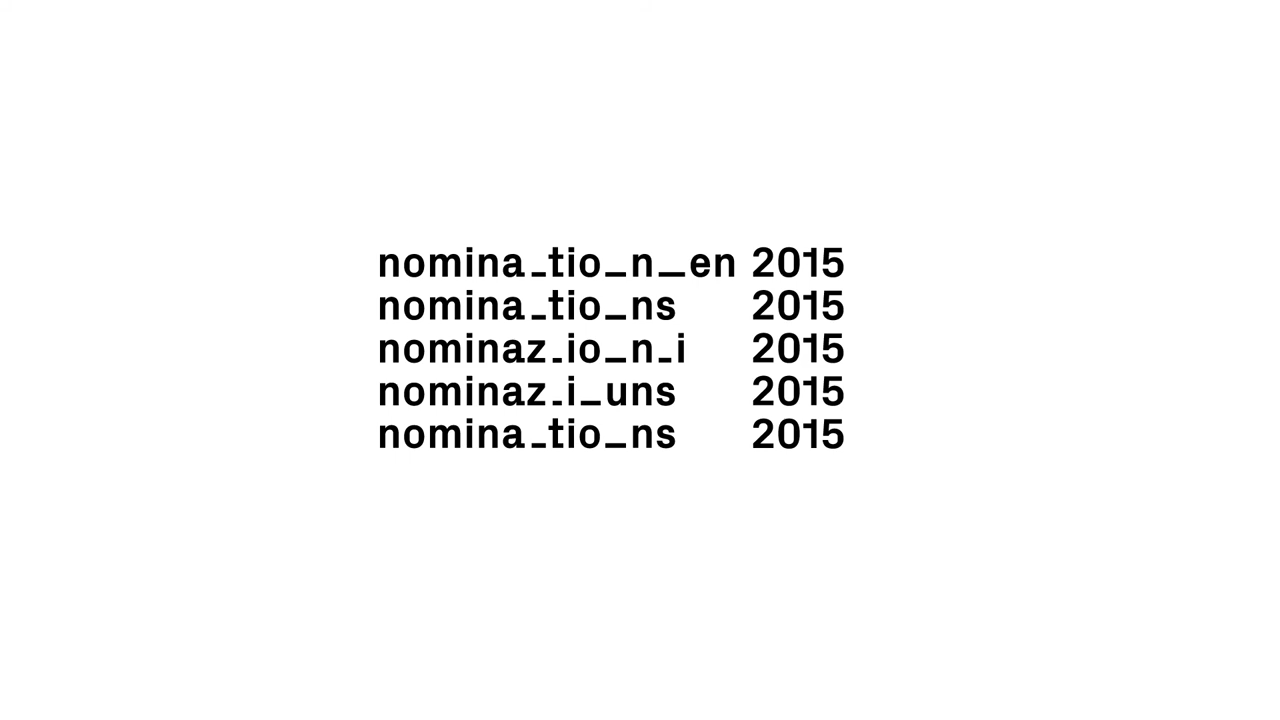 nomina_tio_n_en 2015
nomina_tio_ns 2015
nominaz_io_n_i 2015
nominaz_i_uns 2015
nomina_tio_ns 2015